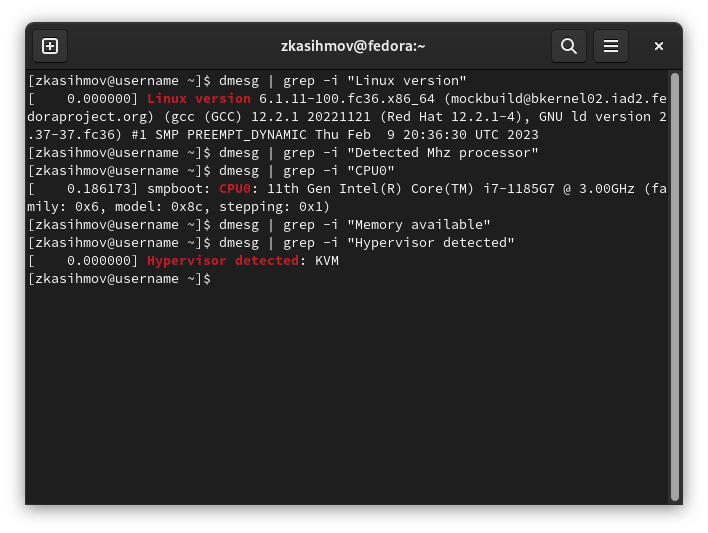 zkasihmov@fedora:~
[zkasihmov@username ~]$ dmesg | grep -i "Linux version"
[    0.000000] Linux version 6.1.11-100.fc36.x86_64 (mockbuild@bkernel02.iad2.fe
doraproject.org) (gcc (GCC) 12.2.1 20221121 (Red Hat 12.2.1-4), GNU ld version 2
.37-37.fc36) #1 SMP PREEMPT_DYNAMIC Thu Feb  9 20:36:30 UTC 2023
[zkasihmov@username ~]$ dmesg | grep -i "Detected Mhz processor"
[zkasihmov@username ~]$ dmesg | grep -i "CPU0"
[    0.186173] smpboot: CPU0: 11th Gen Intel(R) Core(TM) i7-1185G7 @ 3.00GHz (fa
mily: 0x6, model: 0x8c, stepping: 0x1)
[zkasihmov@username ~]$ dmesg | grep -i "Memory available"
[zkasihmov@username ~]$ dmesg | grep -i "Hypervisor detected"
[    0.000000] Hypervisor detected: KVM
[zkasihmov@username ~]$